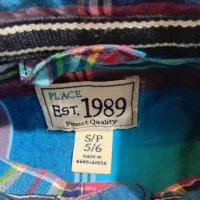 PLACE
EST. 1989
Finest Quality
S/P
5/6
MADE IN
BANGLADESH